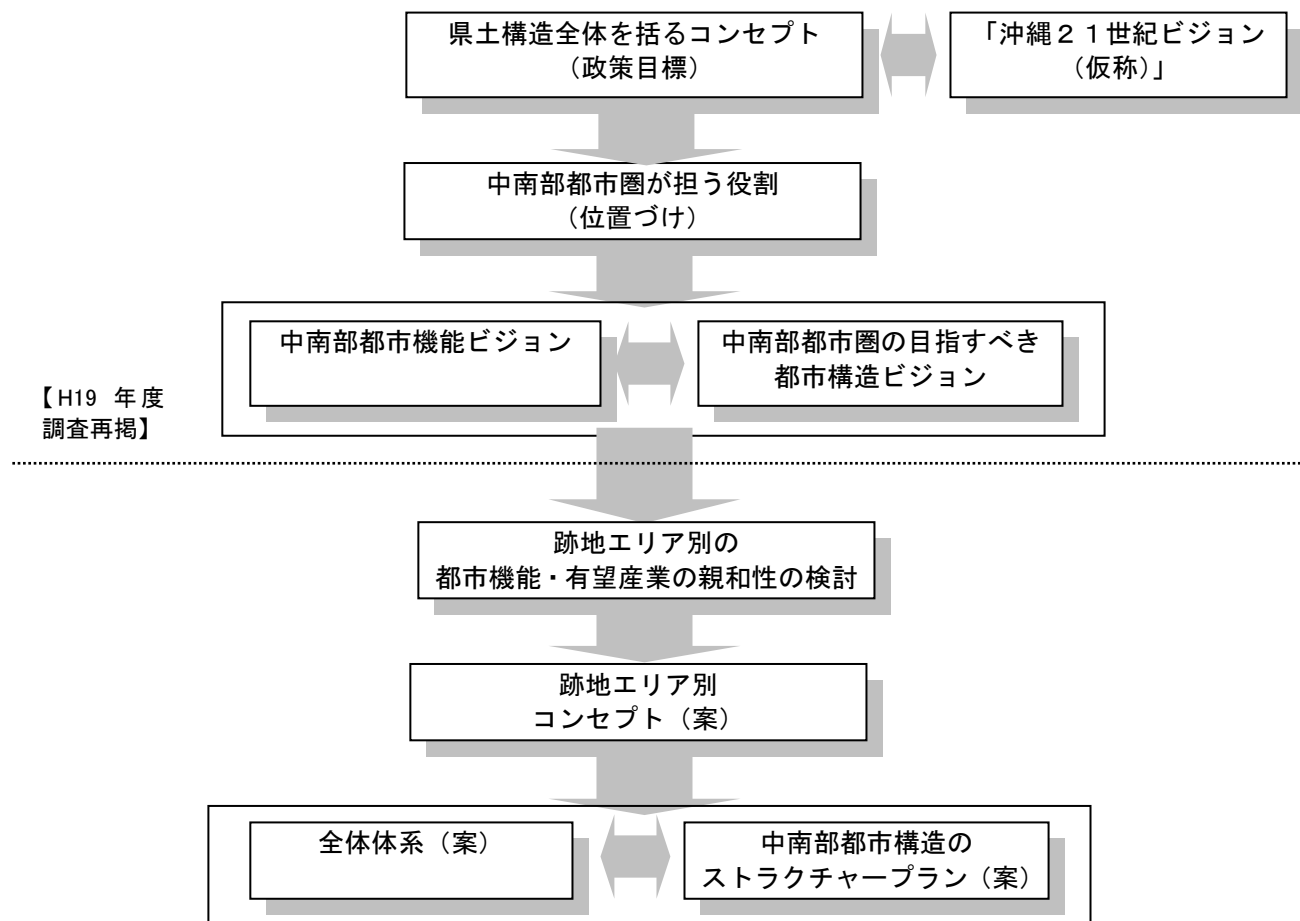 県土構造全体を括るコンセプト
（政策目標）
「沖縄２１世紀ビジョン
（仮称）」
中南部都市圏が担う役割
（位置づけ）
中南部都市機能ビジョン
中南部都市圏の目指すべき
都市構造ビジョン
【H19 年度
調査再掲】
跡地エリア別の
都市機能・有望産業の親和性の検討
跡地エリア別
コンセプト（案）
全体体系（案）
中南部都市構造の
ストラクチャープラン（案）